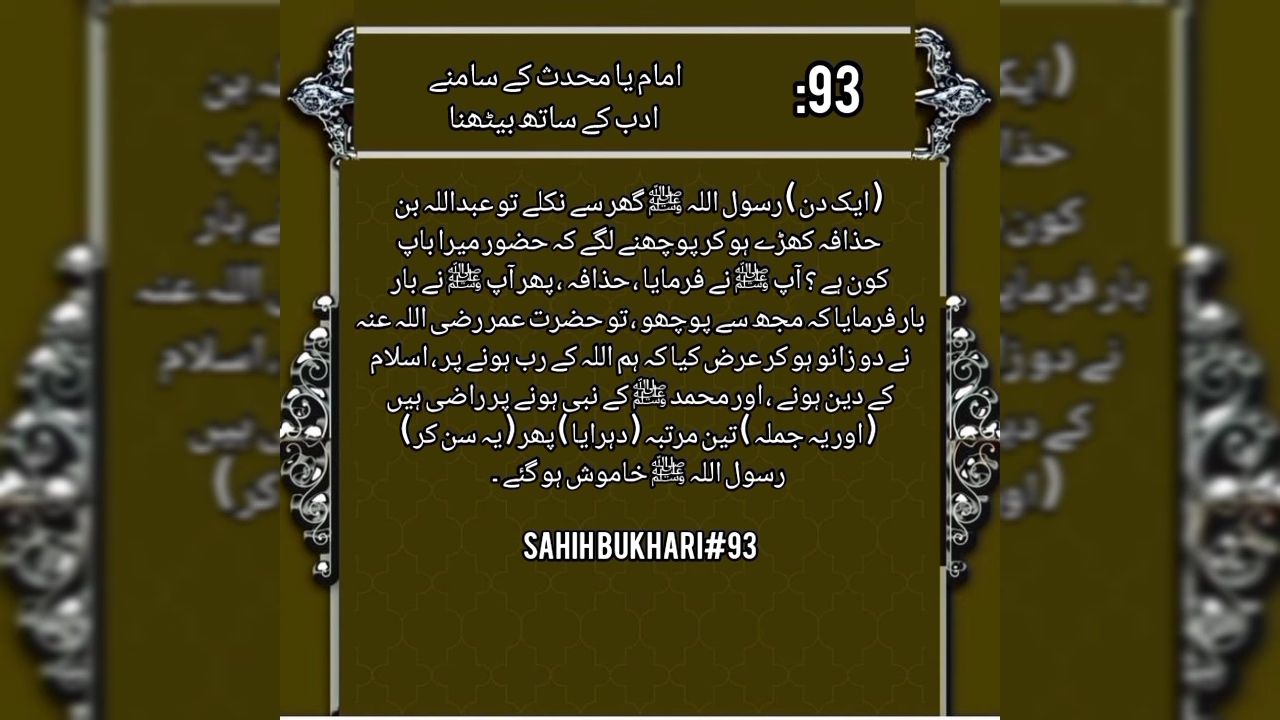 :93
امام یا محدث کے سامنے
ادب کے ساتھ بیٹھنا
(ایک دن) رسول اللہ ﷺ گھر سے نکلے تو عبداللہ بن
حذافہ کھڑے ہو کر پوچھنے لگے کہ حضور میرا باپ
کون ہے ؟ آپ ﷺ نے فرمایا ، حذافہ ، پھر آپ ﷺ نے بار
بار فرمایا کہ مجھ سے پوچھو ، تو حضرت عمر رضی اللہ عنہ
نے دو زانو ہو کر عرض کیا کہ ہم اللہ کے رب ہونے پر ، اسلام
کے دین ہونے ، اور محمد ﷺ کے نبی ہونے پر راضی ہیں
(اور یہ جملہ) تین مرتبہ (دہرایا) پھر (یہ سن کر)
رسول اللہ ﷺ خاموش ہو گئے ۔
SAHIH BUKHARI#93